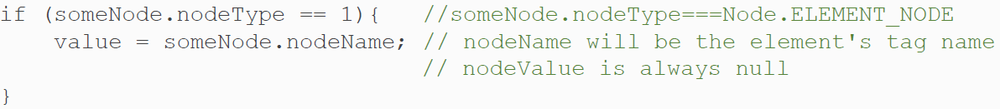 if (someNode.nodeType == 1){   //someNode.nodeType===Node.ELEMENT_NODE
    value = someNode.nodeName; // nodeName will be the element's tag name
                               // nodeValue is always null
}